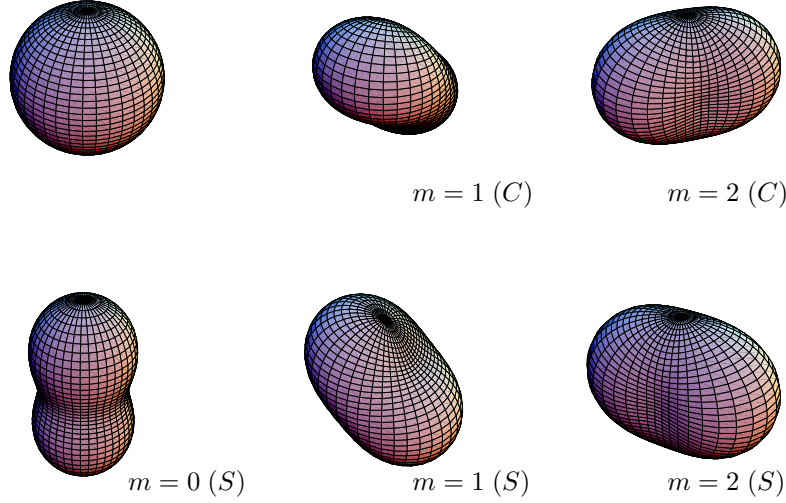 m = 1 (C)
m = 2 (C)
m = 0 (S)
m = 1 (S)
m = 2 (S)